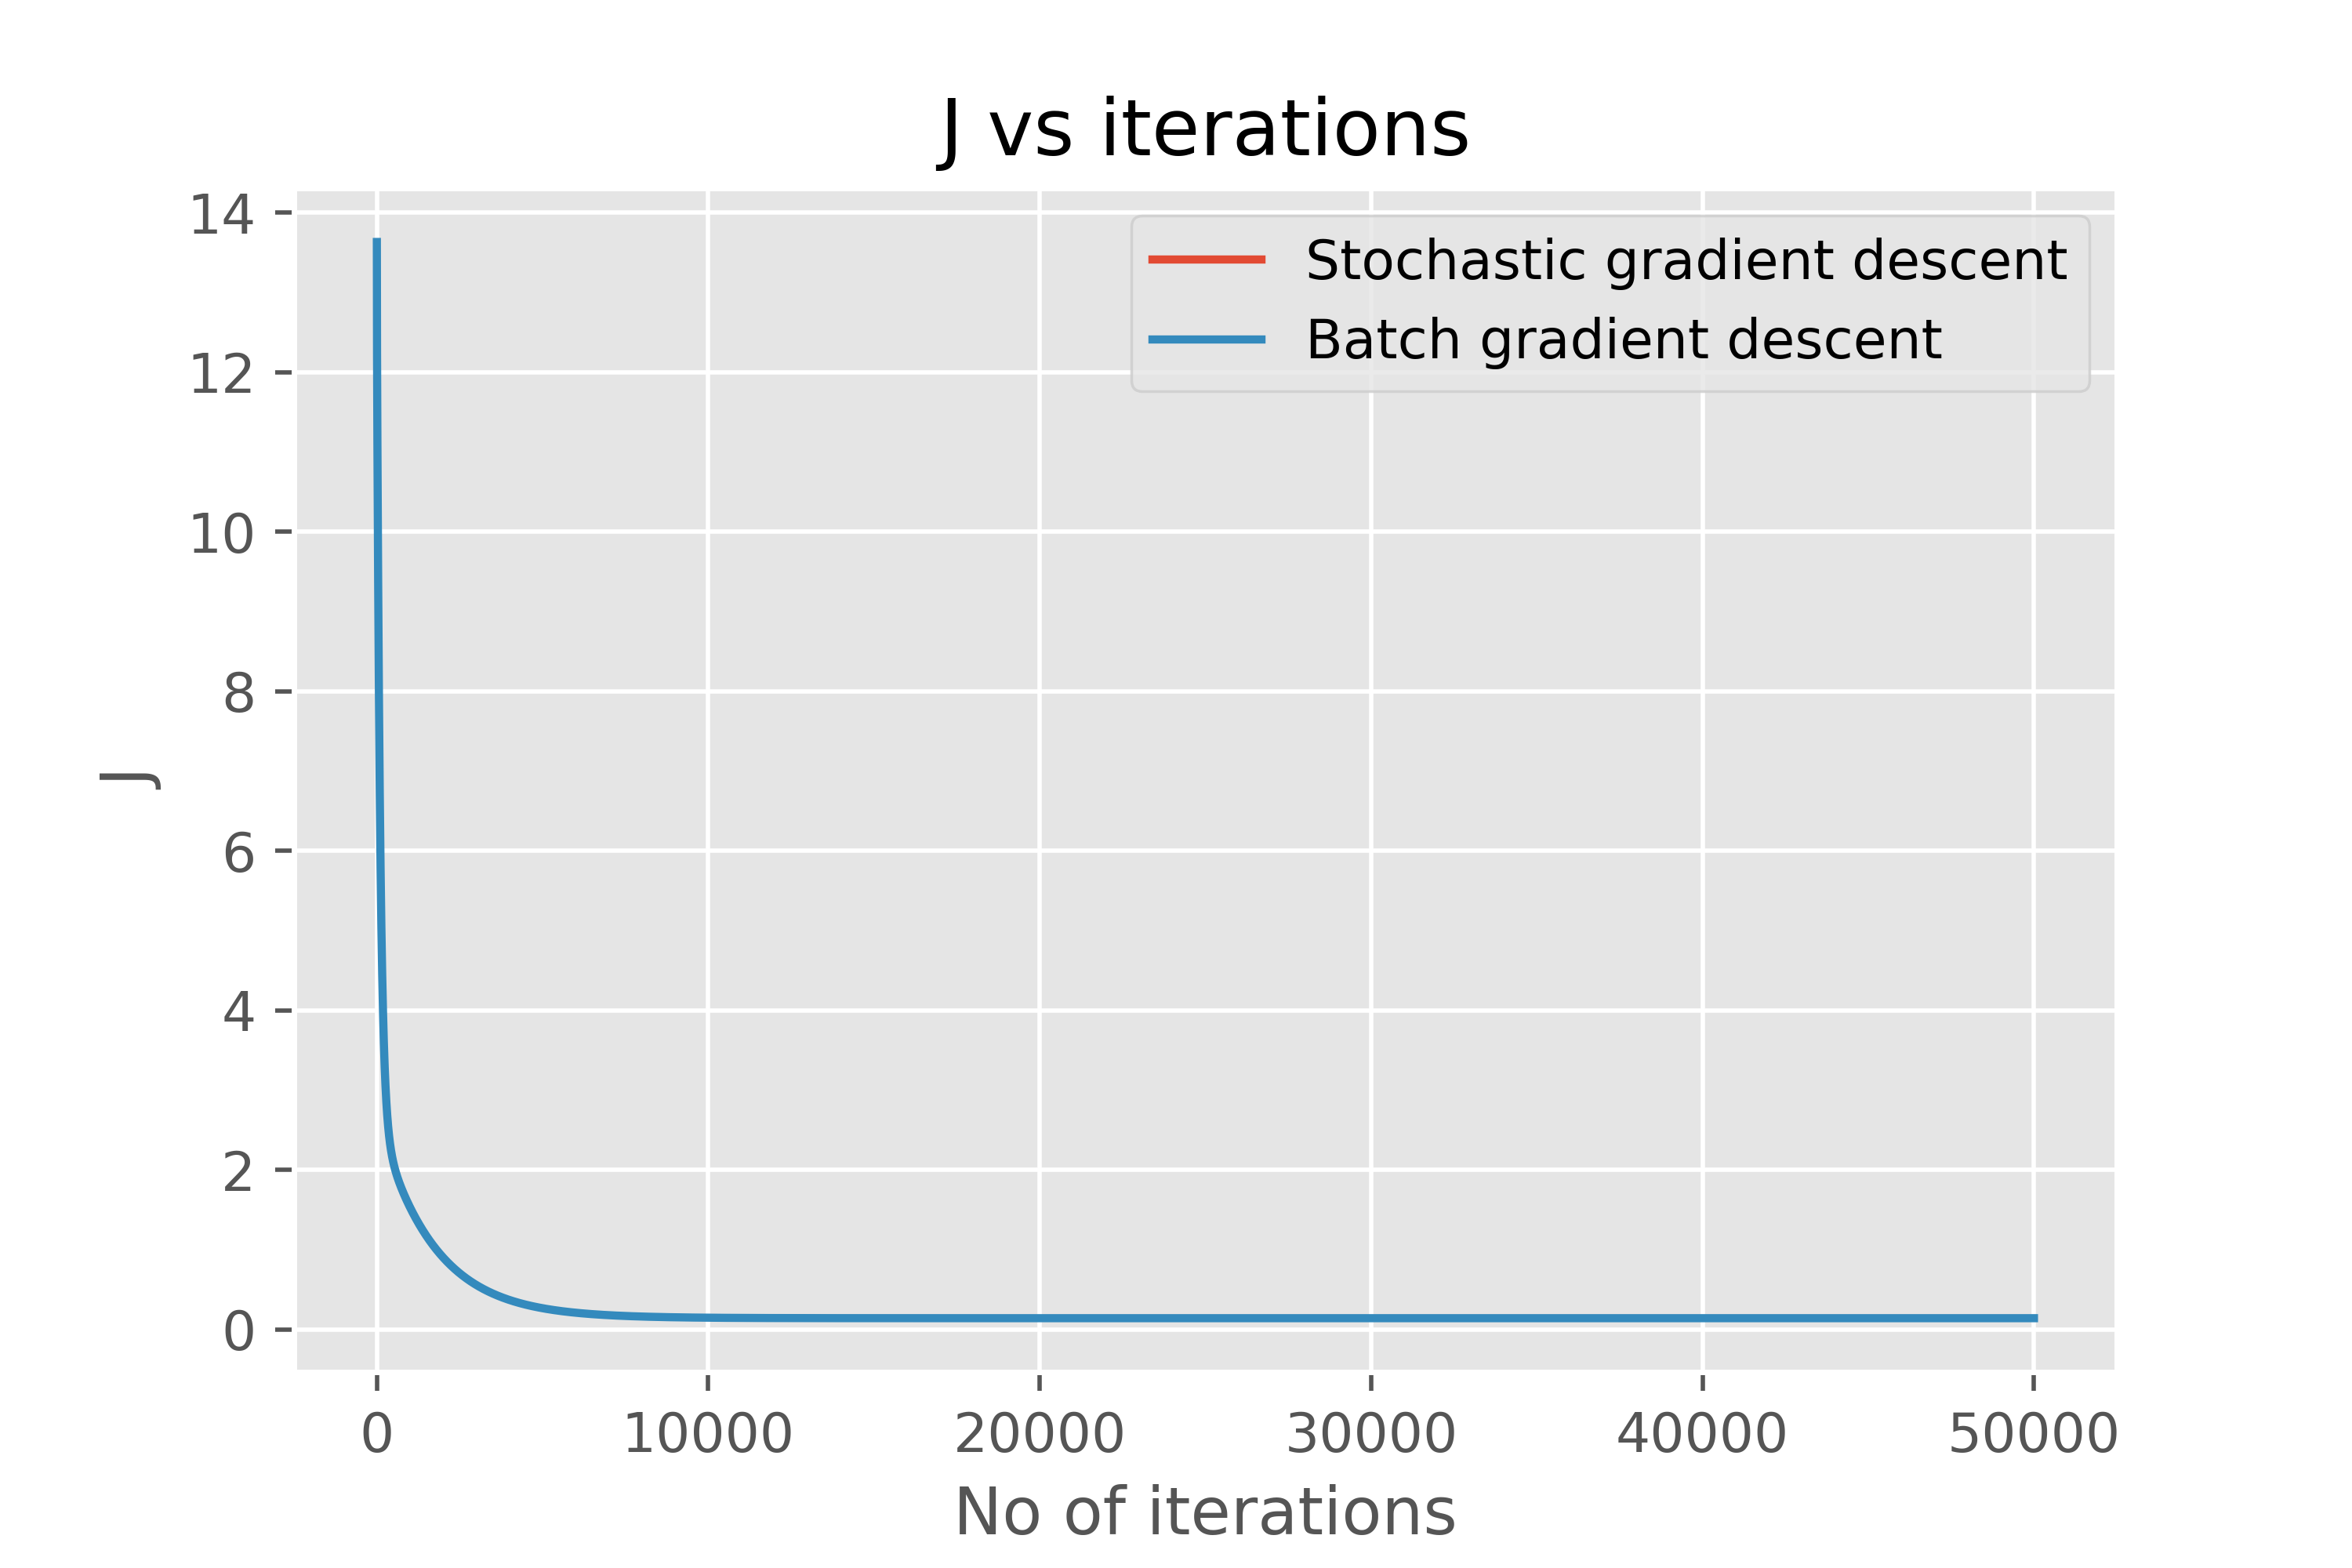 J vs iterations
14
12
10
8
6
4
2
0
J
Stochastic gradient descent
Batch gradient descent
0 10000 20000 30000 40000 50000
No of iterations